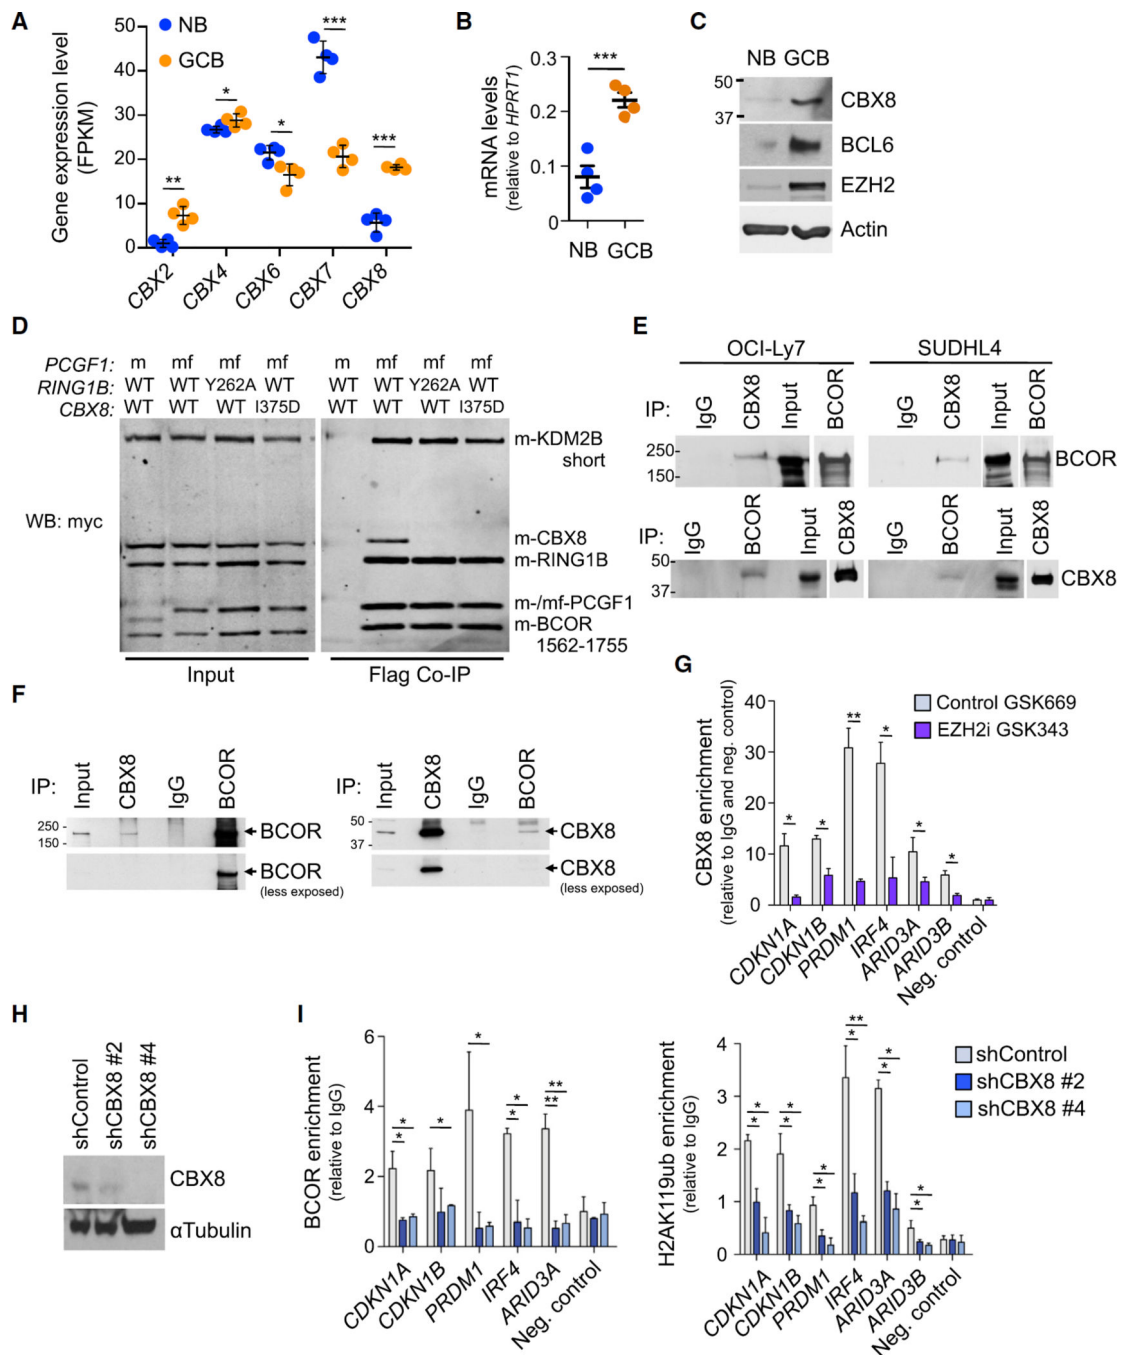 A
Gene expression level
(FPKM)
50
40
30
20
10
0
NB
GCB
**
*
*
***
***
CBX2
CBX4
CBX6
CBX7
CBX8
B
mRNA levels
(relative to HPRT1)
0.3
0.2
0.1
0
***
NB
GCB
C
NB GCB
50
37
CBX8
BCL6
EZH2
Actin
D
PCGF1: m mf mf mf m mf mf mf
RING1B: WT WT Y262A WT WT WT Y262A WT
CBX8: WT WT WT I375D WT WT WT I375D
WB: myc
m-KDM2B
short
m-CBX8
m-RING1B
m-/mf-PCGF1
m-BCOR
1562-1755
Input
Flag Co-IP
E
OCI-Ly7 SUDHL4
IP: IgG CBX8 Input BCOR IgG CBX8 Input BCOR
250-
150-
BCOR
IP: IgG BCOR Input CBX8 IgG BCOR Input CBX8
50-
37-
CBX8
F
IP: Input CBX8 IgG BCOR
250 -
150 -
BCOR
BCOR
(less exposed)
IP: Input CBX8 IgG BCOR
50 -
37 -
CBX8
CBX8
(less exposed)
G
CBX8 enrichment
(relative to IgG and neg. control)
40
30
20
10
0
Control GSK669
EZH2i GSK343
*
*
**
*
*
*
CDKN1A
CDKN1B
PRDM1
IRF4
ARID3A
ARID3B
Neg. control
H
shControl
shCBX8 #2
shCBX8 #4
CBX8
αTubulin
I
BCOR enrichment
(relative to IgG)
6
4
2
0
*
*
*
*
*
*
**
**
CDKN1A
CDKN1B
PRDM1
IRF4
ARID3A
Neg. control
H2AK119ub enrichment
(relative to IgG)
4
3
2
1
0
*
*
*
*
*
*
**
*
*
*
*
*
CDKN1A
CDKN1B
PRDM1
IRF4
ARID3A
ARID3B
Neg. control
shControl
shCBX8 #2
shCBX8 #4